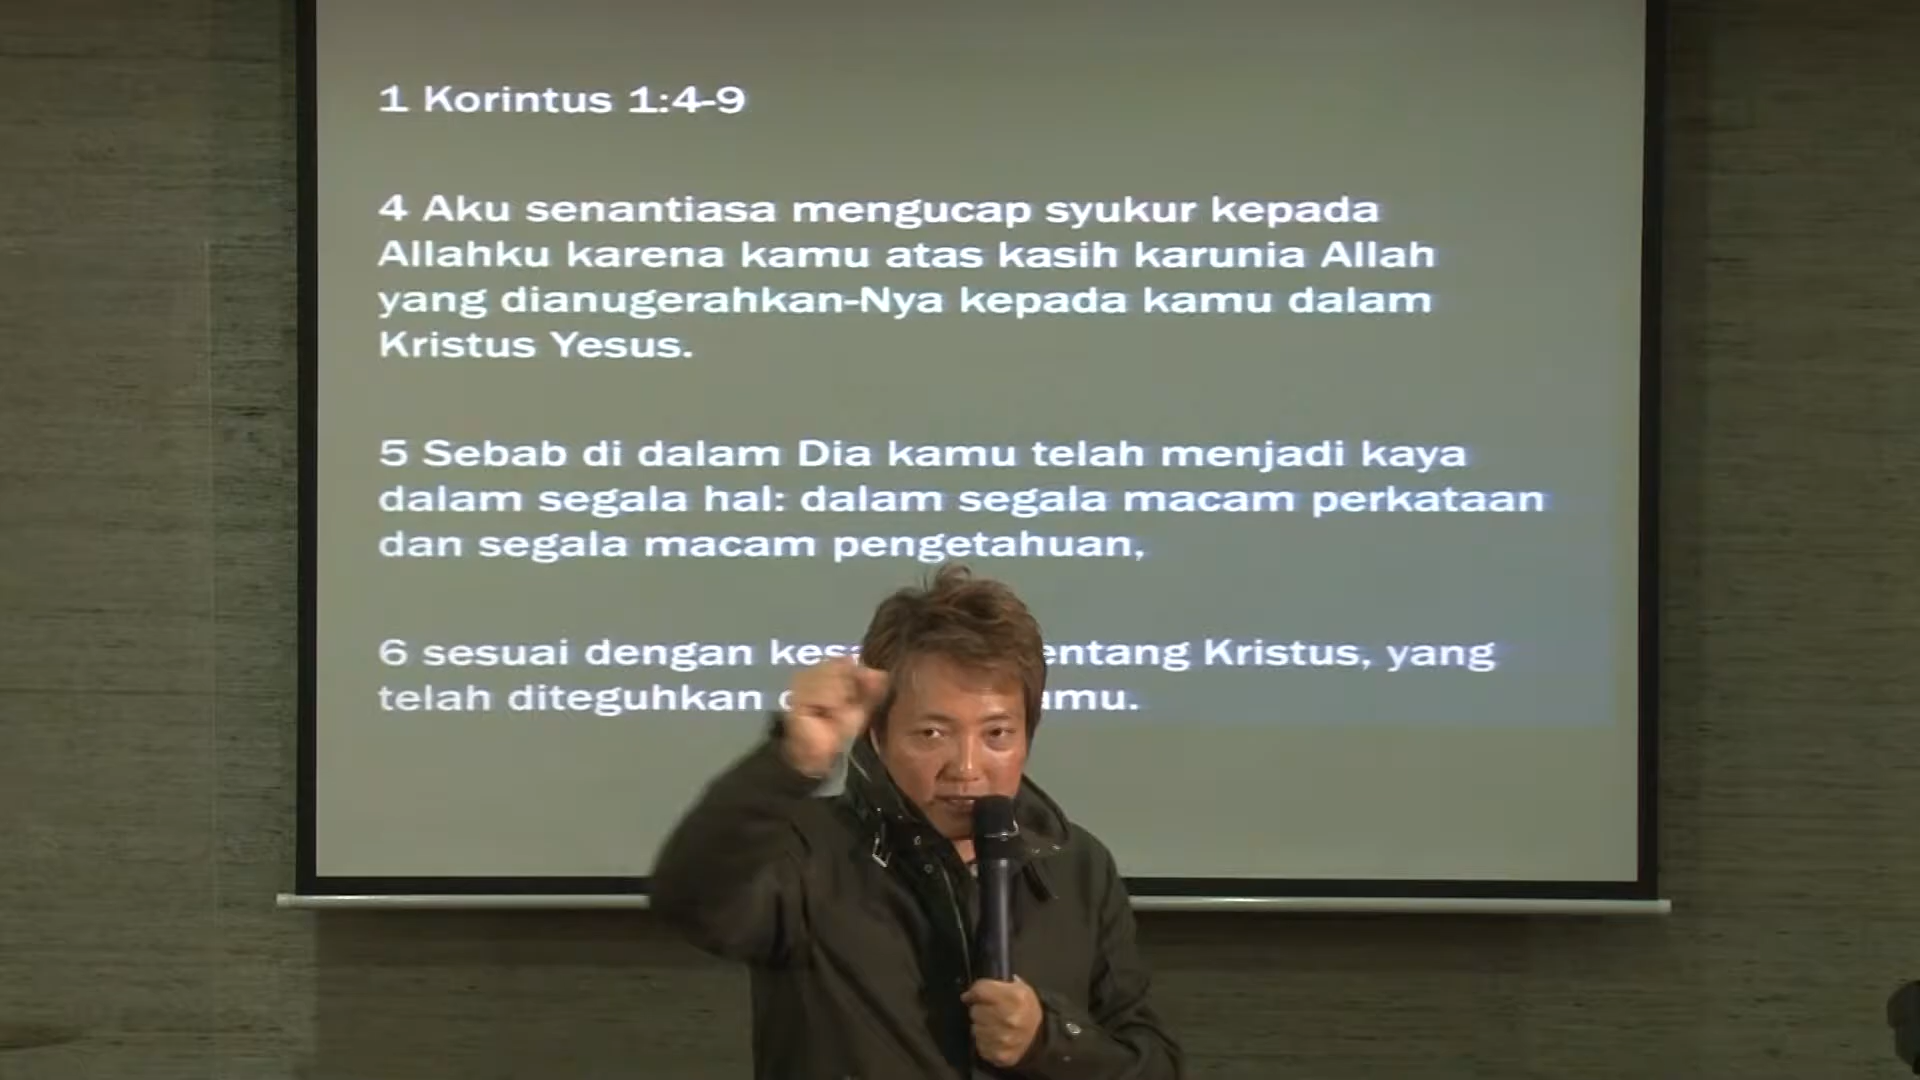 1 Korintus 1:4-9
4 Aku senantiasa mengucap syukur kepada
Allahku karena kamu atas kasih karunia Allah
yang dianugerahkan-Nya kepada kamu dalam
Kristus Yesus.
5 Sebab di dalam Dia kamu telah menjadi kaya
dalam segala hal: dalam segala macam perkataan
dan segala macam pengetahuan,
6 sesuai dengan Kristus, yang
telah diteguhkan